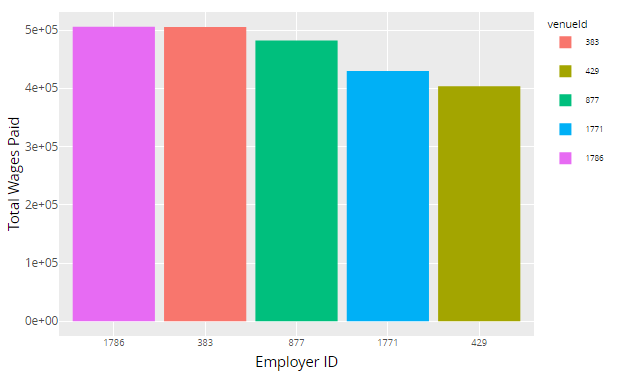 venueId
383
429
877
1771
1786
Total Wages Paid
5e+05
4e+05
3e+05
2e+05
1e+05
0e+00
1786 383 877 1771 429
Employer ID